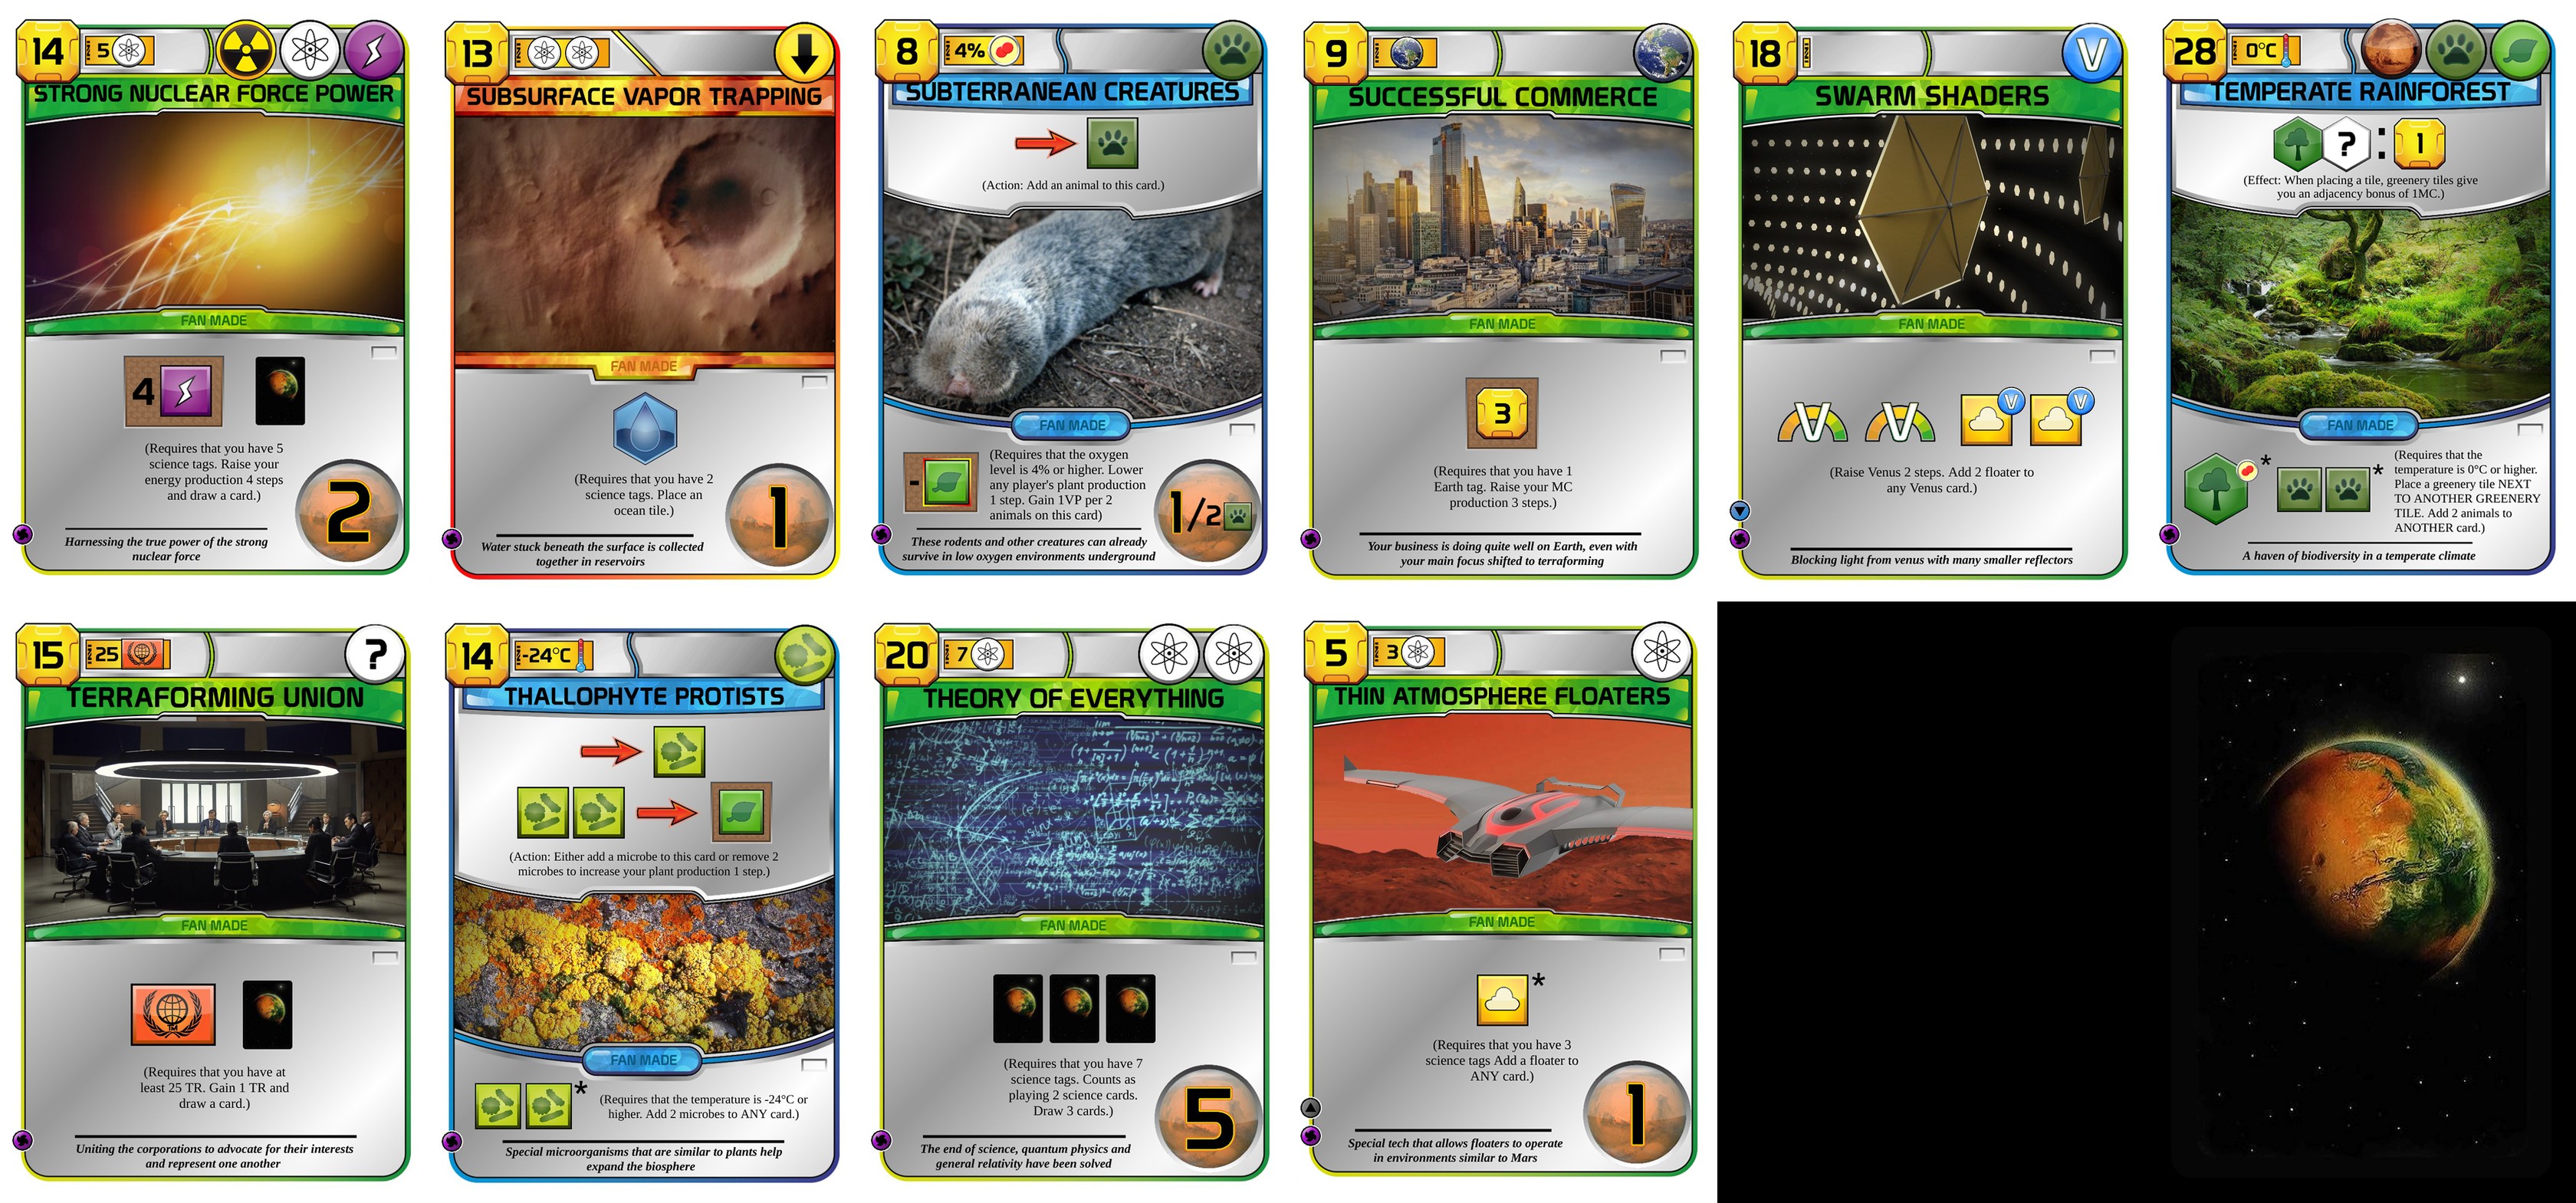 14
5
STRONG NUCLEAR FORCE POWER
FAN MADE
4
(Requires that you have 5
science tags. Raise your
energy production 4 steps
and draw a card.)
2
Harnessing the true power of the strong
nuclear force
13
SUBSURFACE VAPOR TRAPPING
FAN MADE
(Requires that you have 2
science tags. Place an
ocean tile.)
1
Water stuck beneath the surface is collected
together in reservoirs
8
4%
SUBTERRANEAN CREATURES
(Action: Add an animal to this card.)
FAN MADE
-
(Requires that the oxygen
level is 4% or higher. Lower
any player's plant production
1 step. Gain 1VP per 2
animals on this card)
1/2
These rodents and other creatures can already
survive in low oxygen environments underground
9
SUCCESSFUL COMMERCE
FAN MADE
3
(Requires that you have 1
Earth tag. Raise your MC
production 3 steps.)
Your business is doing quite well on Earth, even with
your main focus shifted to terraforming
18
V
SWARM SHADERS
FAN MADE
V V V V
(Raise Venus 2 steps. Add 2 floater to
any Venus card.)
Blocking light from venus with many smaller reflectors
28
0°C
TEMPERATE RAINFOREST
? : 1
(Effect: When placing a tile, greenery tiles give
you an adjacency bonus of 1MC.)
FAN MADE
* *
(Requires that the
temperature is 0°C or higher.
Place a greenery tile NEXT
TO ANOTHER GREENERY
TILE. Add 2 animals to
ANOTHER card.)
A haven of biodiversity in a temperate climate
15
25
?
TERRAFORMING UNION
FAN MADE
TM
(Requires that you have at
least 25 TR. Gain 1 TR and
draw a card.)
Uniting the corporations to advocate for their interests
and represent one another
14
-24°C
THALLOPHYTE PROTISTS
(Action: Either add a microbe to this card or remove 2
microbes to increase your plant production 1 step.)
FAN MADE
*
(Requires that the temperature is -24°C or
higher. Add 2 microbes to ANY card.)
Special microorganisms that are similar to plants help
expand the biosphere
20
7
THEORY OF EVERYTHING
FAN MADE
(Requires that you have 7
science tags. Counts as
playing 2 science cards.
Draw 3 cards.)
5
The end of science, quantum physics and
general relativity have been solved
5
3
THIN ATMOSPHERE FLOATERS
FAN MADE
*
(Requires that you have 3
science tags Add a floater to
ANY card.)
1
Special tech that allows floaters to operate
in environments similar to Mars